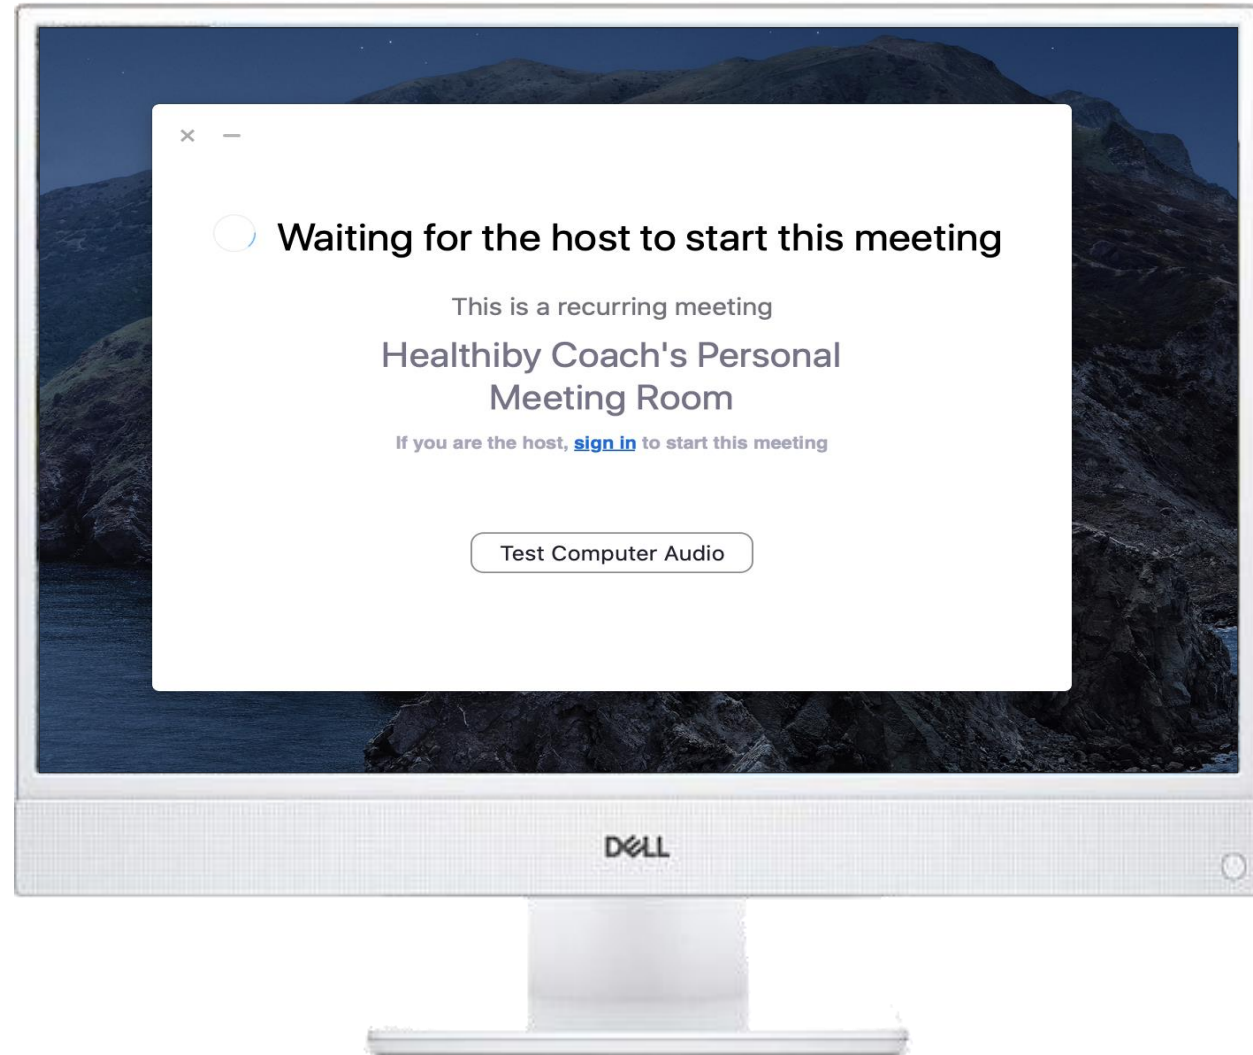 Waiting for the host to start this meeting
This is a recurring meeting
Healthiby Coach's Personal
Meeting Room
If you are the host, sign in to start this meeting
Test Computer Audio
DELL